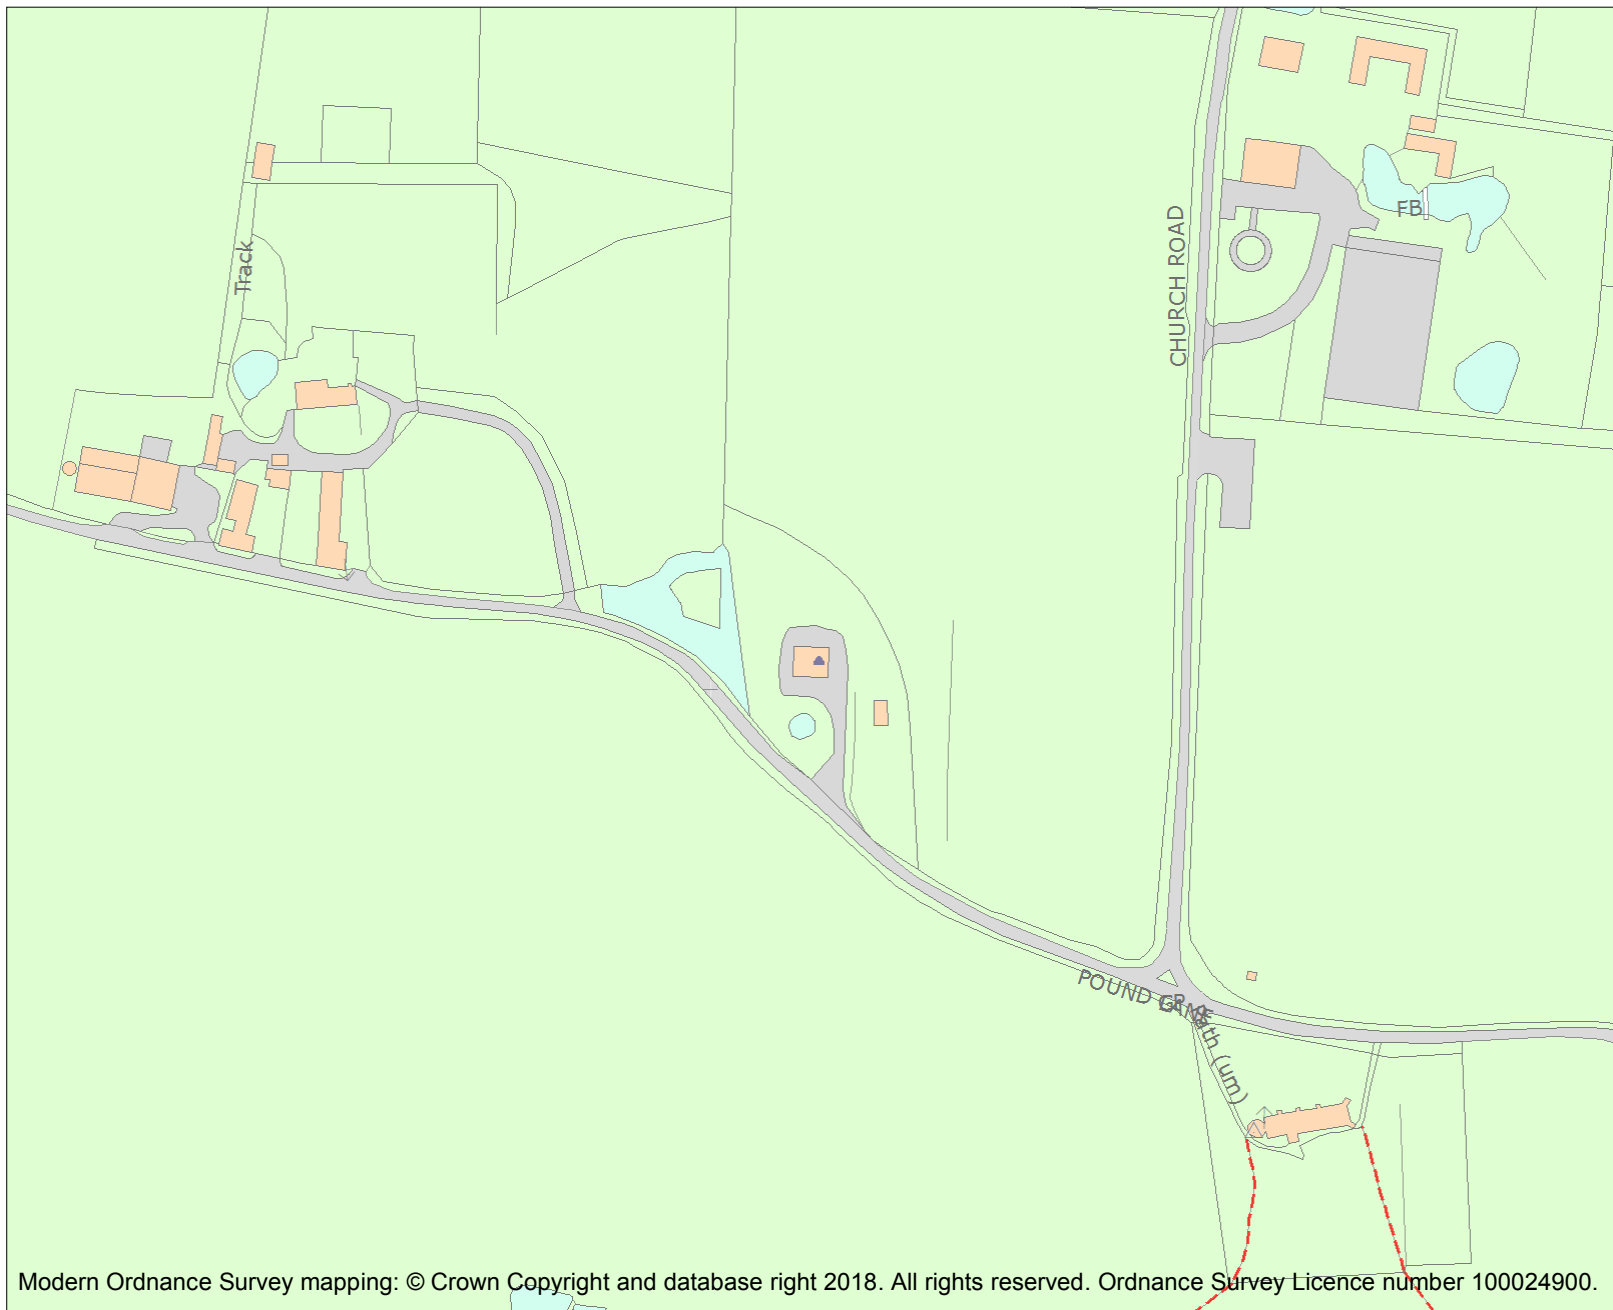 FB
CHURCH ROAD
Track
POUND LANE
Path (um)
Modern Ordnance Survey mapping: © Crown Copyright and database right 2018. All rights reserved. Ordnance Survey Licence number 100024900.